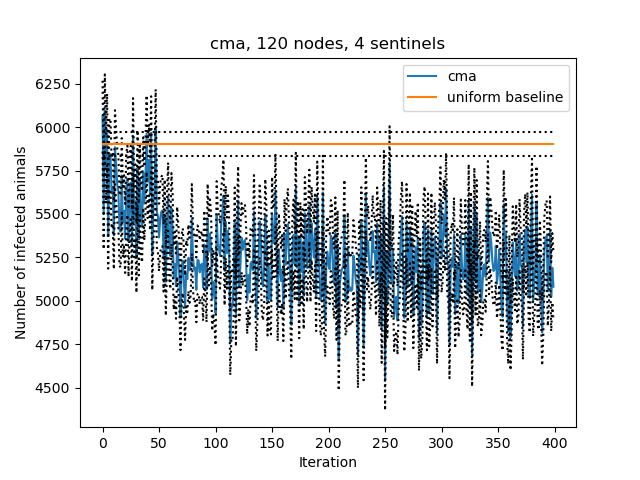 cma, 120 nodes, 4 sentinels
cma
uniform baseline
Number of infected animals
6250
6000
5750
5500
5250
5000
4750
4500
0 50 100 150 200 250 300 350 400
Iteration